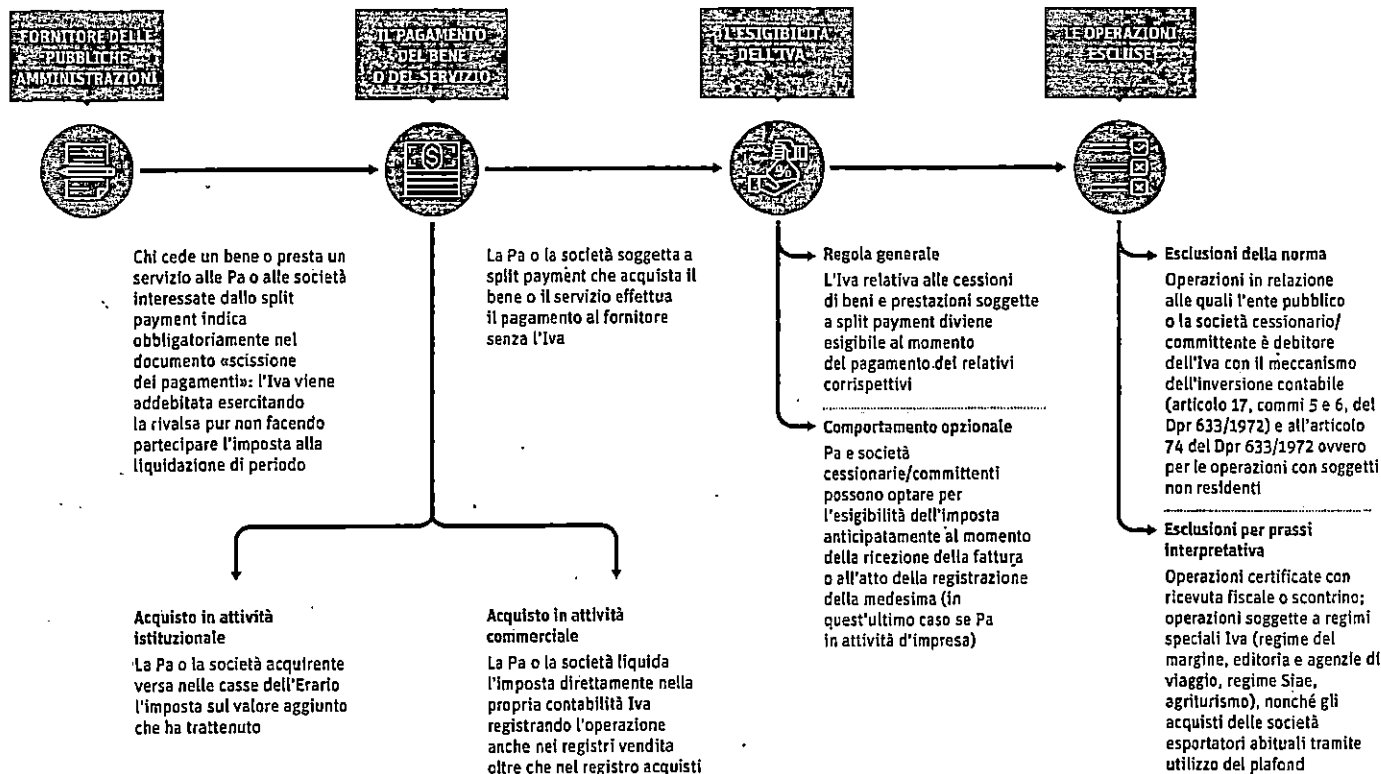 FORNITORE DELLE
PUBBLICHE
AMMINISTRAZIONI
IL PAGAMENTO
DEL BENE
O DEL SERVIZIO
L'ESIGIBILITÀ
DELL'IVA
LE OPERAZIONI
ESCLUSE
Chi cede un bene o presta un
servizio alle Pa o alle società
interessate dallo split
payment indica
obbligatoriamente nel
documento «scissione
dei pagamenti»: l'Iva viene
addebitata esercitando
la rivalsa pur non facendo
partecipare l'imposta alla
liquidazione di periodo
La Pa o la società soggetta a
split payment che acquista il
bene o il servizio effettua
il pagamento al fornitore
senza l'Iva
Acquisto in attività
istituzionale
La Pa o la società acquirente
versa nelle casse dell'Erario
l'imposta sul valore aggiunto
che ha trattenuto
Acquisto in attività
commerciale
La Pa o la società liquida
l'imposta direttamente nella
propria contabilità Iva
registrando l'operazione
anche nei registri vendita
oltre che nel registro acquisti
Regola generale
L'Iva relativa alle cessioni
di beni e prestazioni soggette
a split payment diviene
esigibile al momento
del pagamento dei relativi
corrispettivi
Comportamento opzionale
Pa e società
cessionarie/committenti
possono optare per
l'esigibilità dell'imposta
anticipatamente al momento
della ricezione della fattura
o all'atto della registrazione
della medesima (in
quest'ultimo caso se Pa
in attività d'impresa)
Esclusioni della norma
Operazioni in relazione
alle quali l'ente pubblico
o la società cessionario/
committente è debitore
dell'Iva con il meccanismo
dell'inversione contabile
(articolo 17, commi 5 e 6, del
Dpr 633/1972) e all'articolo
74 del Dpr 633/1972 ovvero
per le operazioni con soggetti
non residenti
Esclusioni per prassi
interpretativa
Operazioni certificate con
ricevuta fiscale o scontrino;
operazioni soggette a regimi
speciali Iva (regime del
margine, editoria e agenzie di
viaggio, regime Siae,
agriturismo), nonché gli
acquisti delle società
esportatori abituali tramite
utilizzo del plafond